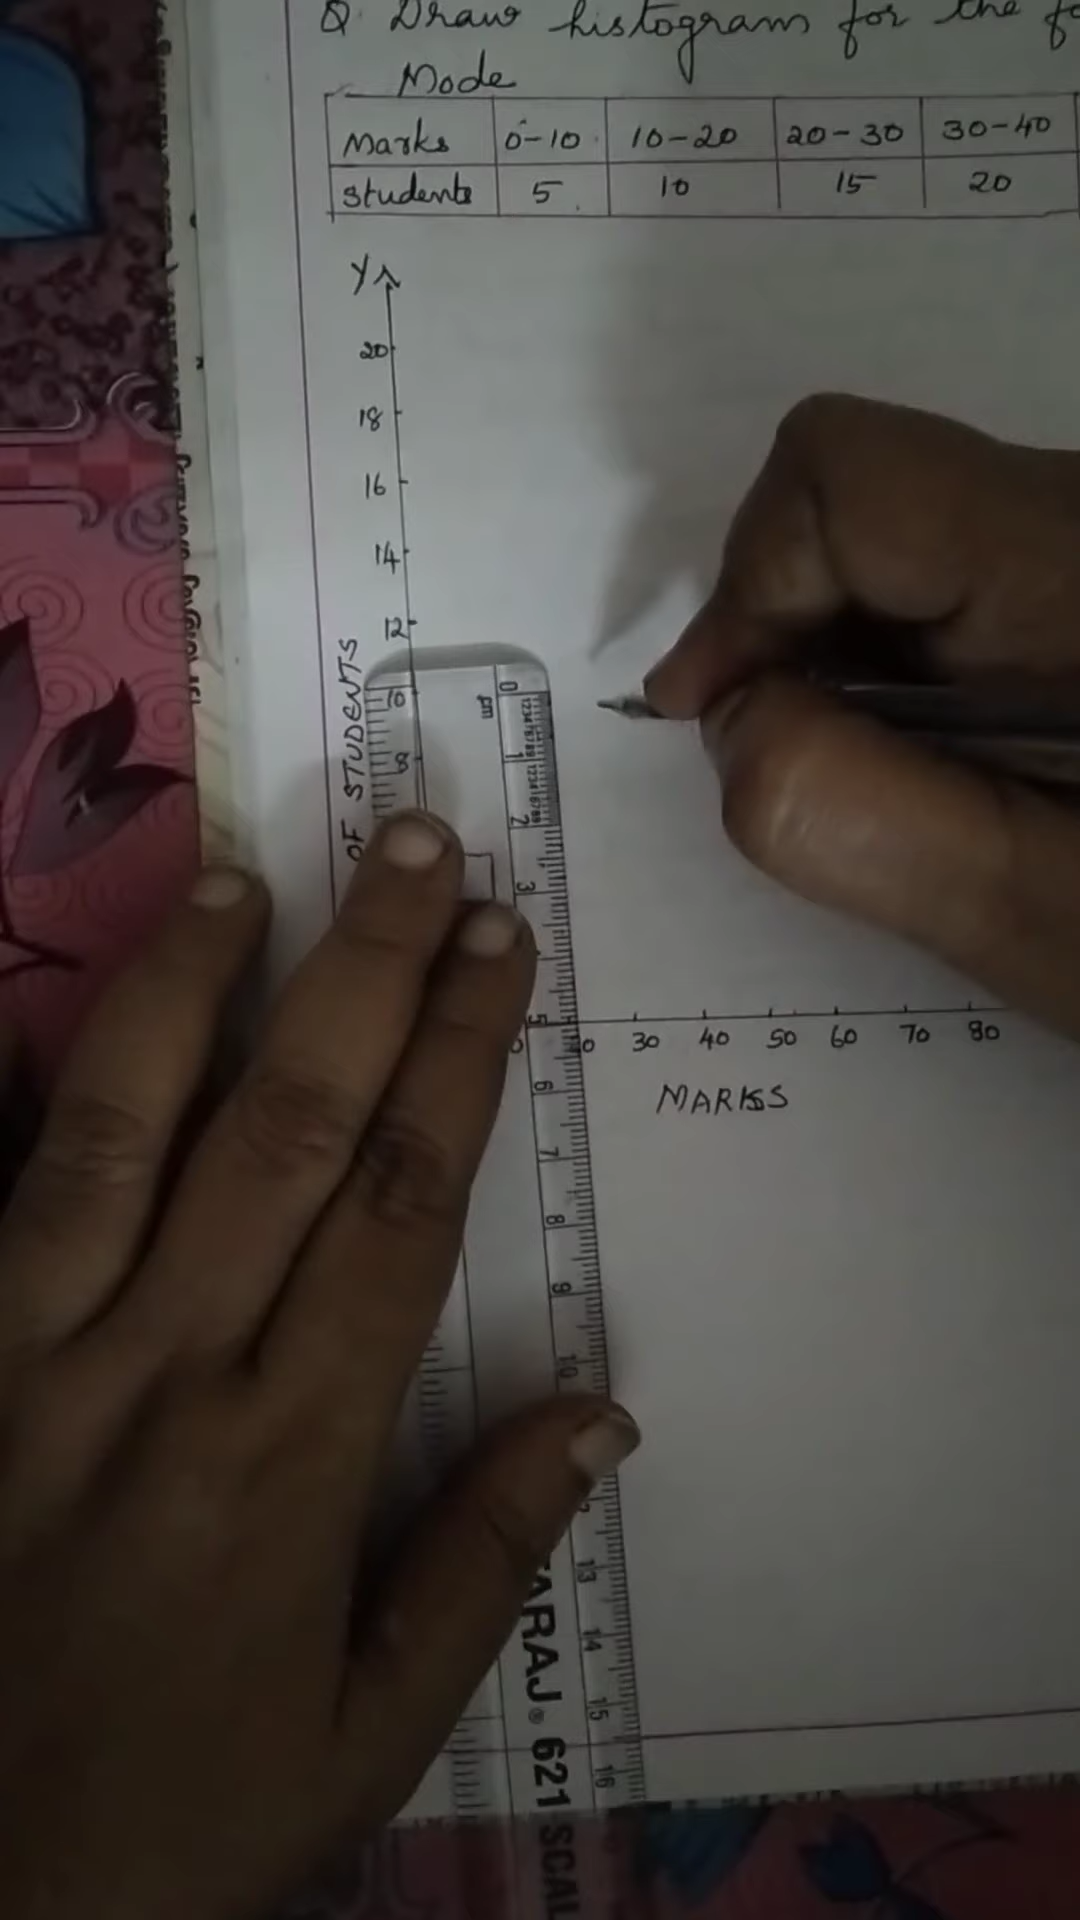 Q. Draw histogram for the
Mode
Marks 0-10 10-20 20-30 30-40
students 5 10 15 20
Y
20
18
16
14
12
10
8
OF STUDENTS
cm
0 1 2 3 5 6 7 8 9 10 13 14 15 16
30 40 50 60 70 80
MARKS
621 SCAL